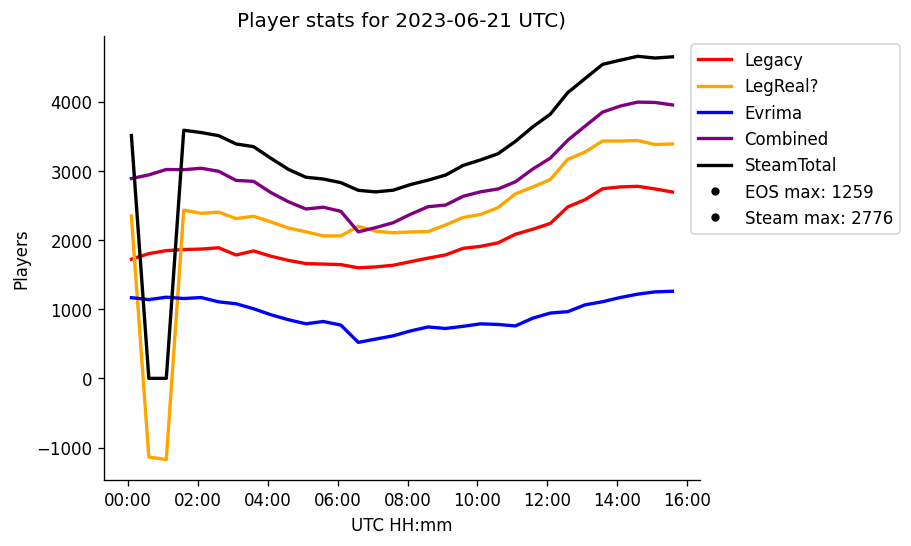 Player stats for 2023-06-21 UTC)
Legacy
LegReal?
Evrima
Combined
SteamTotal
EOS max: 1259
Steam max: 2776
Players
4000
3000
2000
1000
0
−1000
00:00 02:00 04:00 06:00 08:00 10:00 12:00 14:00 16:00
UTC HH:mm